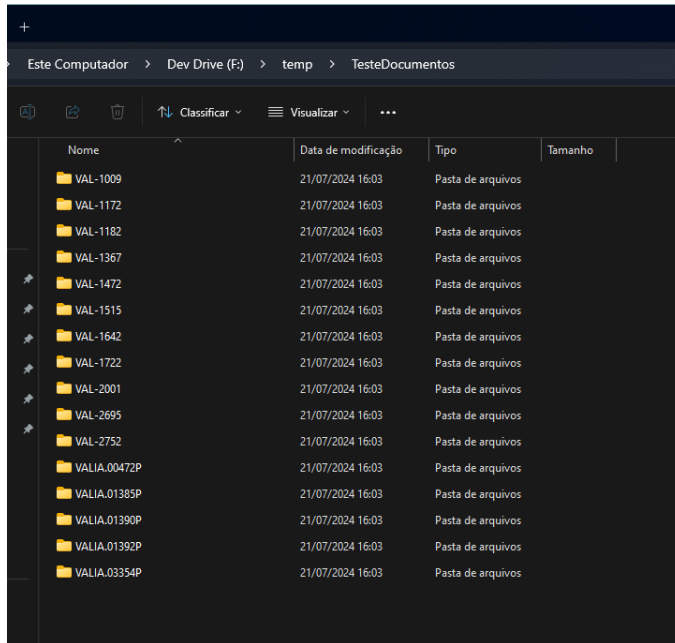 Este Computador > Dev Drive (F:) > temp > TesteDocumentos
Classificar Visualizar ...
Nome Data de modificação Tipo Tamanho
VAL-1009 21/07/2024 16:03 Pasta de arquivos
VAL-1172 21/07/2024 16:03 Pasta de arquivos
VAL-1182 21/07/2024 16:03 Pasta de arquivos
VAL-1367 21/07/2024 16:03 Pasta de arquivos
VAL-1472 21/07/2024 16:03 Pasta de arquivos
VAL-1515 21/07/2024 16:03 Pasta de arquivos
VAL-1642 21/07/2024 16:03 Pasta de arquivos
VAL-1722 21/07/2024 16:03 Pasta de arquivos
VAL-2001 21/07/2024 16:03 Pasta de arquivos
VAL-2695 21/07/2024 16:03 Pasta de arquivos
VAL-2752 21/07/2024 16:03 Pasta de arquivos
VALIA.00472P 21/07/2024 16:03 Pasta de arquivos
VALIA.01385P 21/07/2024 16:03 Pasta de arquivos
VALIA.01390P 21/07/2024 16:03 Pasta de arquivos
VALIA.01392P 21/07/2024 16:03 Pasta de arquivos
VALIA.03354P 21/07/2024 16:03 Pasta de arquivos